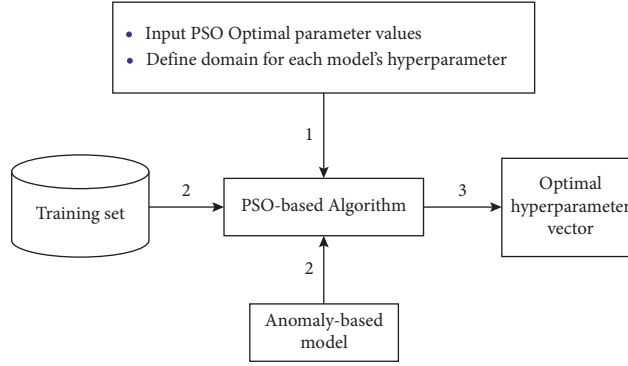 • Input PSO Optimal parameter values
• Define domain for each model's hyperparameter
1
Training set
2
PSO-based Algorithm
3
Optimal
hyperparameter
vector
2
Anomaly-based
model